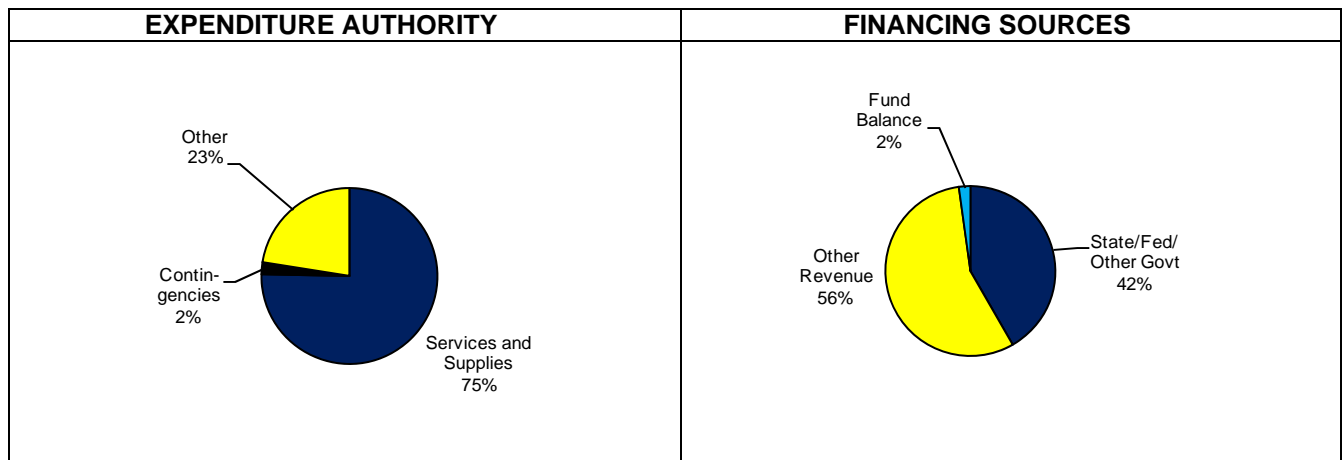 EXPENDITURE AUTHORITY
Other
23%
Contin-
gencies
2%
Services and
Supplies
75%
FINANCING SOURCES
Fund
Balance
2%
Other
Revenue
56%
State/Fed/
Other Govt
42%